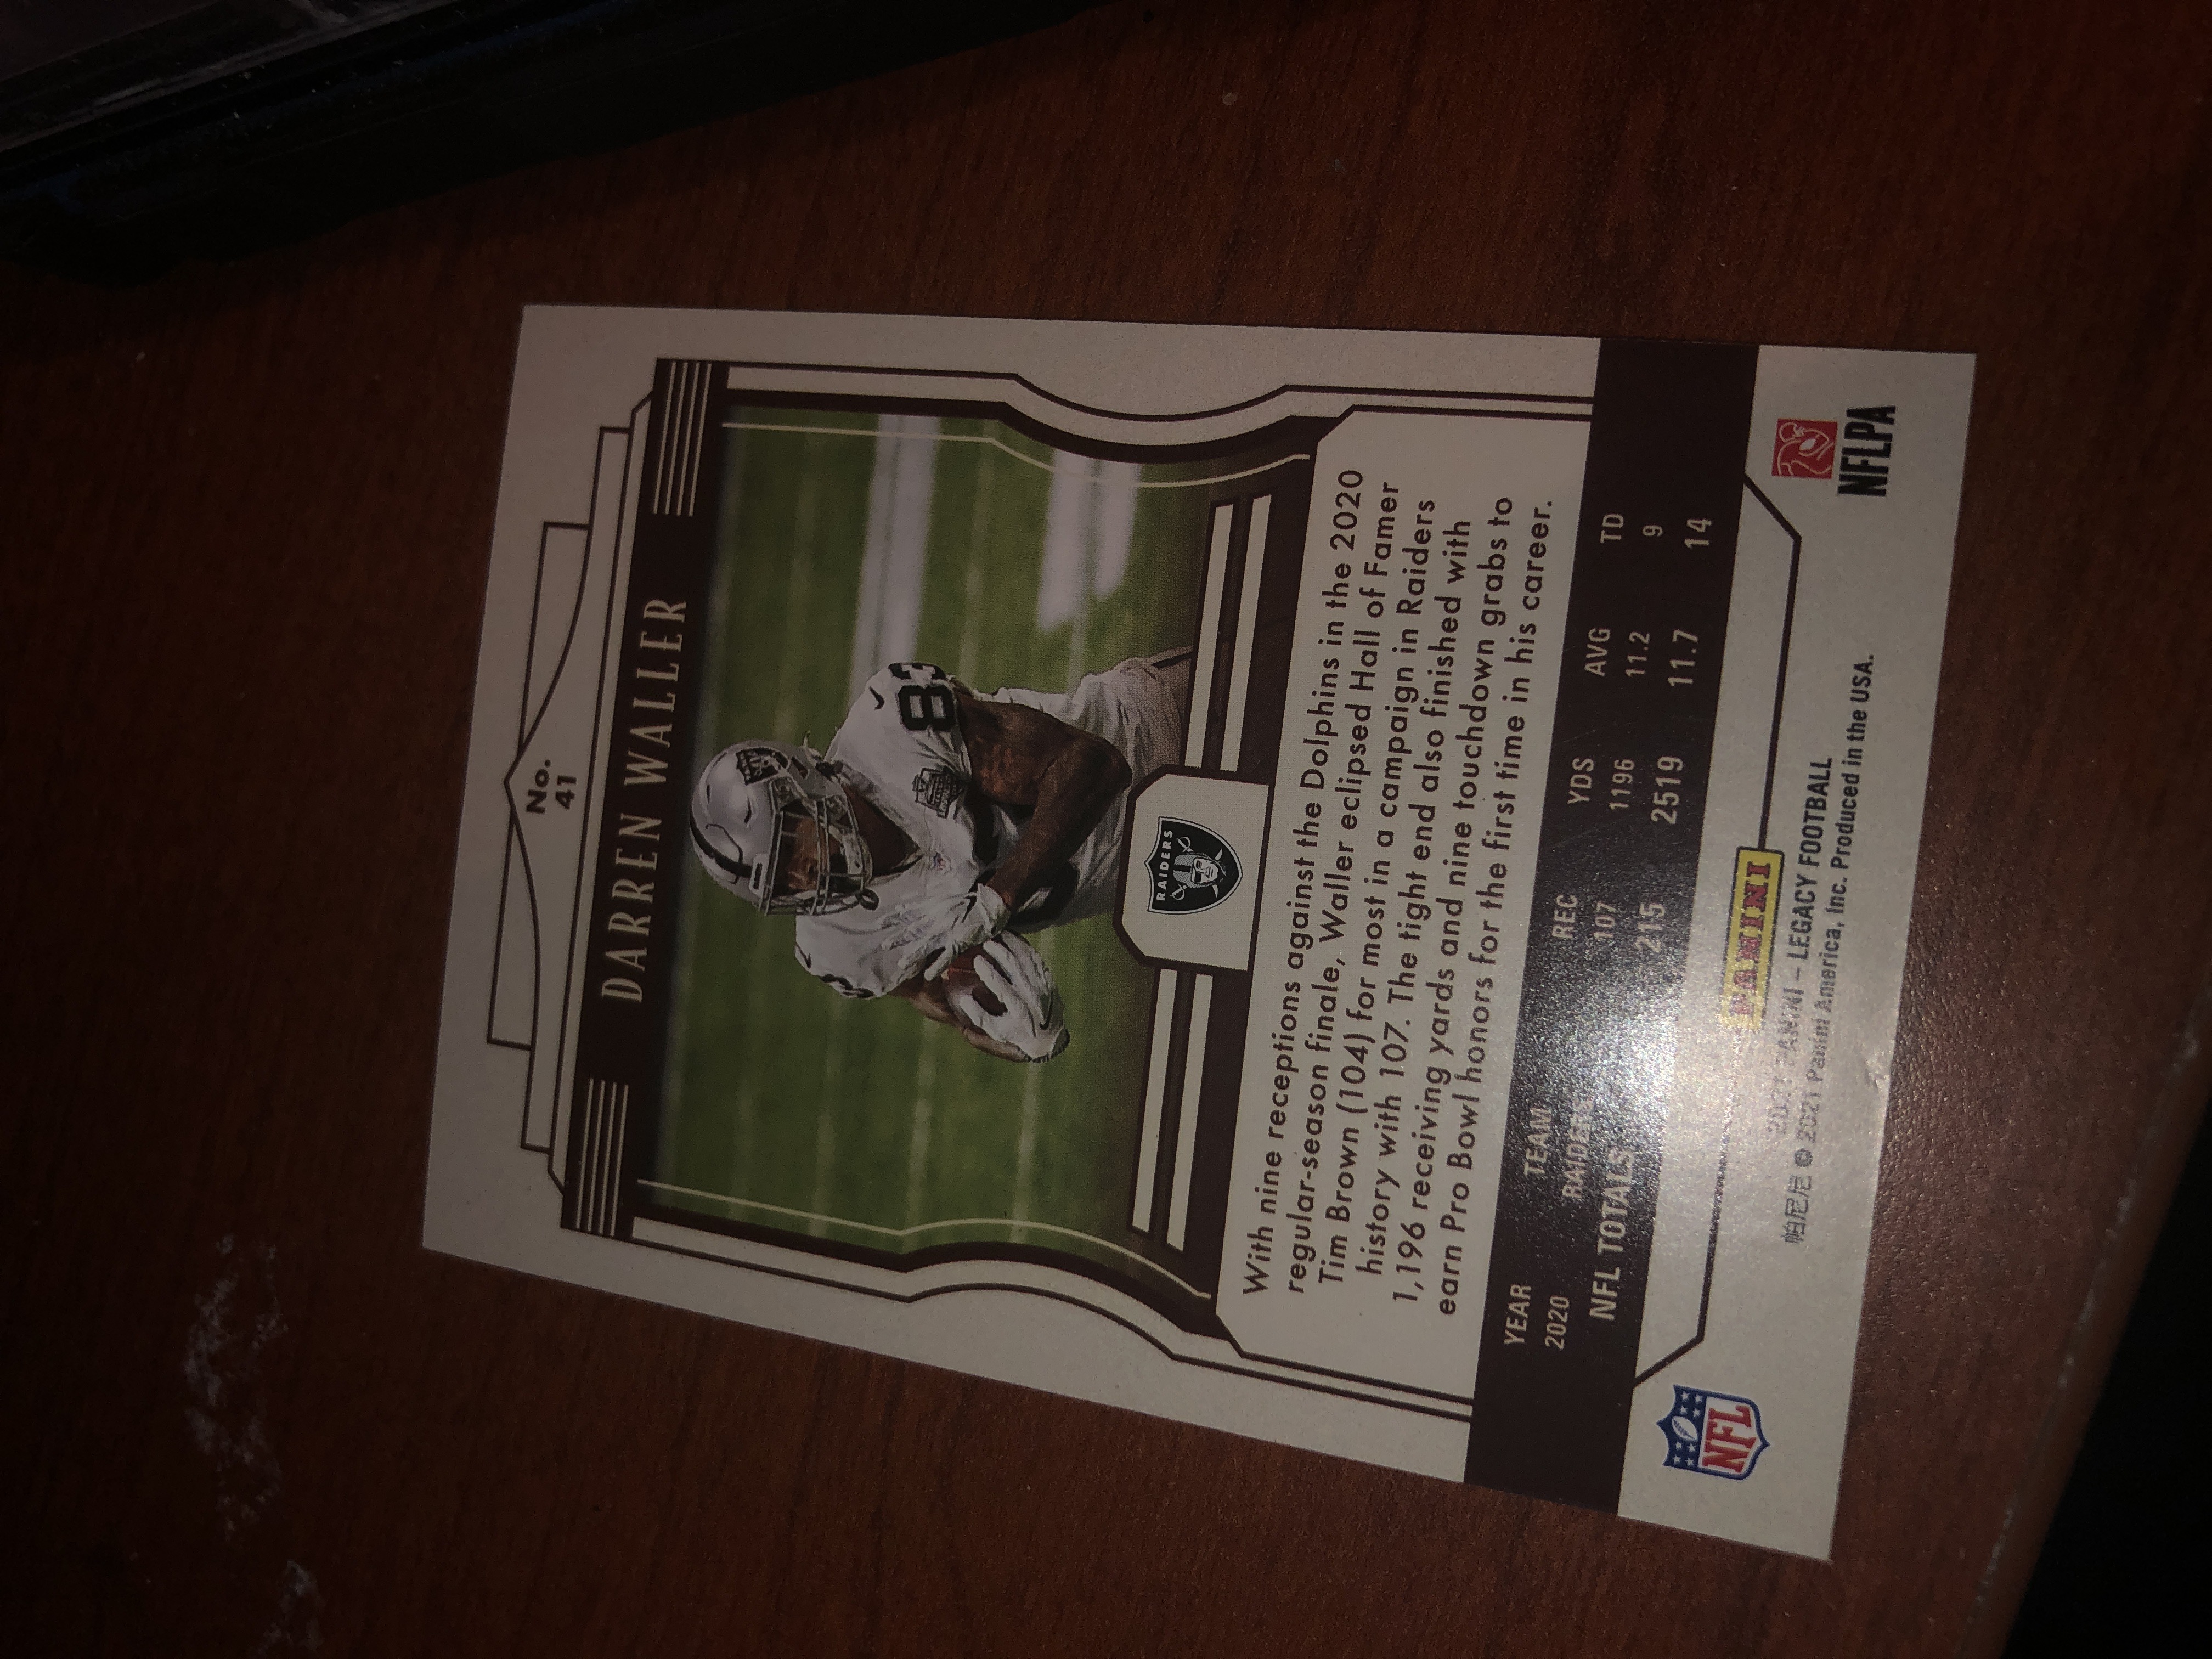 No.
41
DARREN WALLER
83
RAIDERS
With nine receptions against the Dolphins in the 2020
regular-season finale, Waller eclipsed Hall of Famer
Tim Brown (104) for most in a campaign in Raiders
history with 107. The tight end also finished with
1,196 receiving yards and nine touchdown grabs to
earn Pro Bowl honors for the first time in his career.
YEAR TEAM REC YDS AVG TD
2020 RAIDERS 107 1196 11.2 9
NFL TOTALS 215 2519 11.7 14
NFL
PANINI
2021 PANINI – LEGACY FOOTBALL
帕尼尼 © 2021 Panini America, Inc. Produced in the USA.
NFLPA